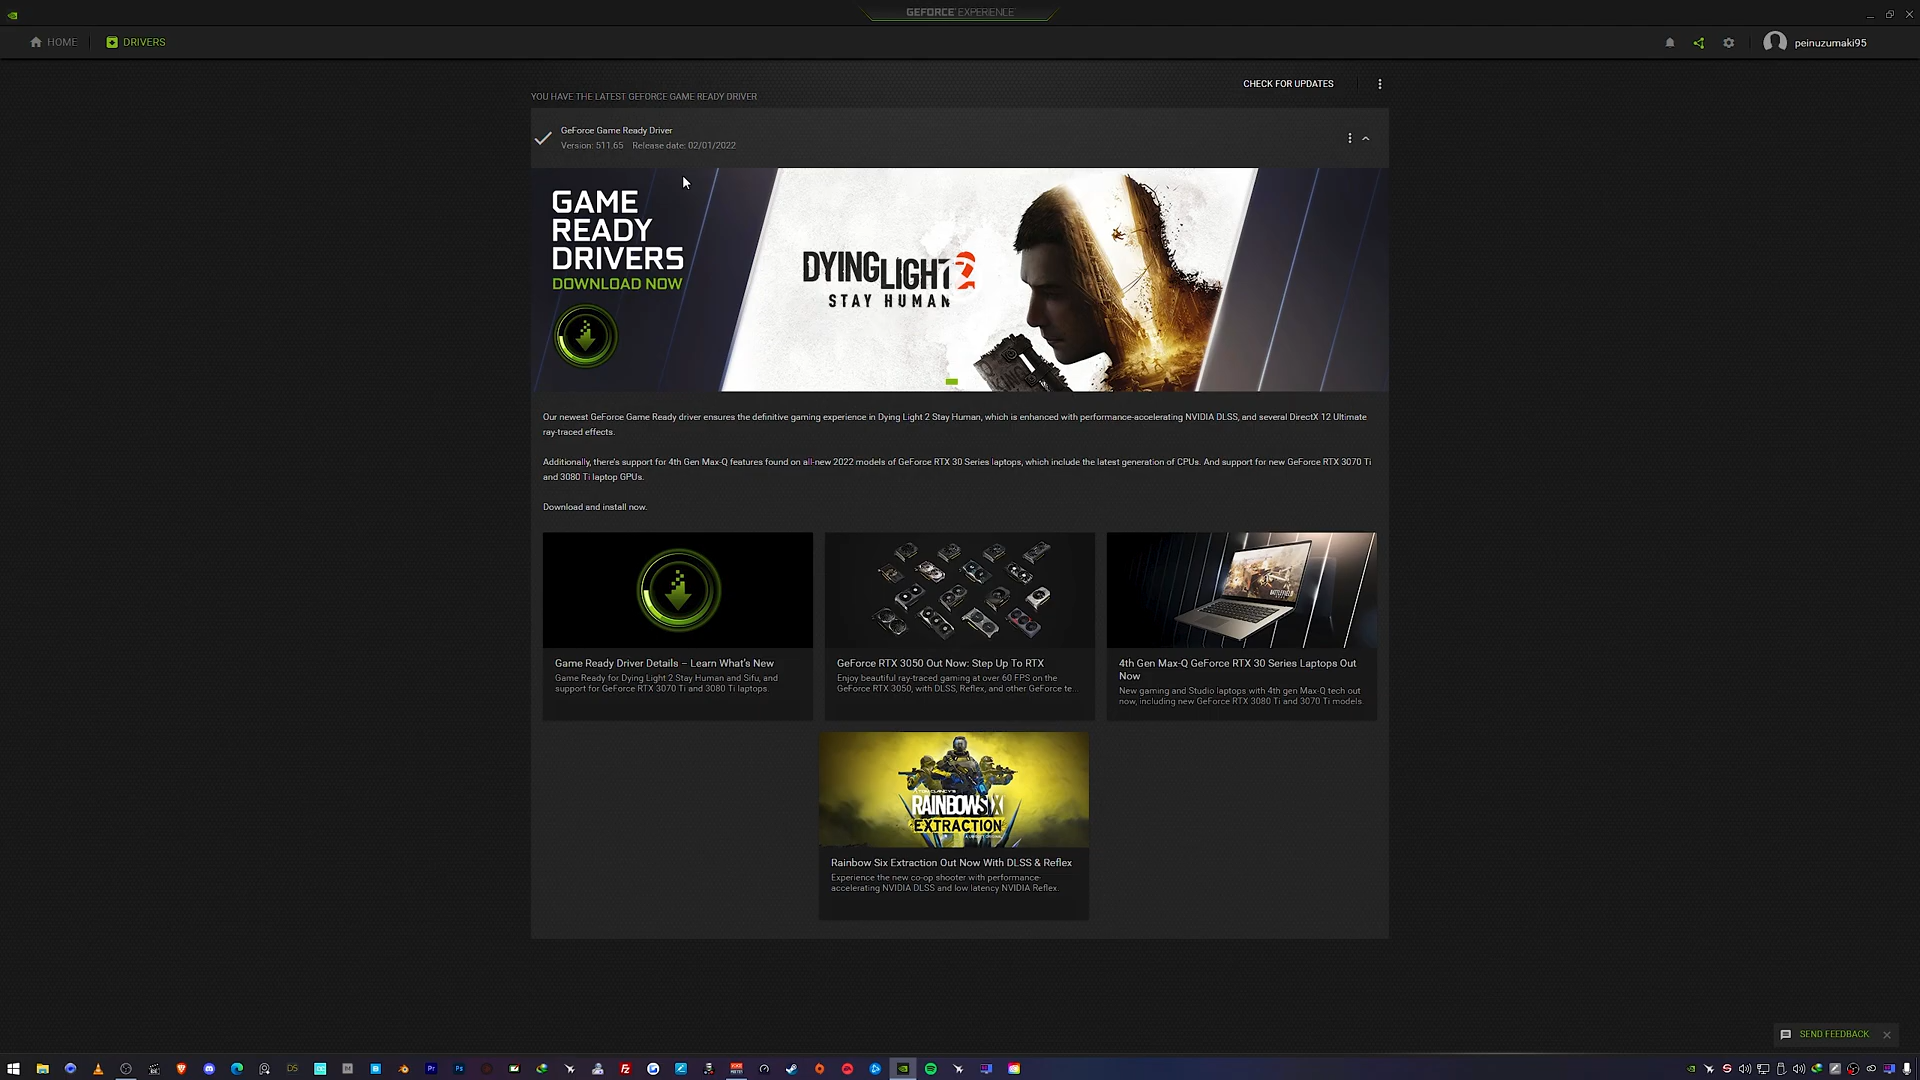 GEFORCE EXPERIENCE
HOME
DRIVERS
peinuzumaki95
CHECK FOR UPDATES
YOU HAVE THE LATEST GEFORCE GAME READY DRIVER
GeForce Game Ready Driver
Version: 511.65 Release date: 02/01/2022
GAME
READY
DRIVERS
DOWNLOAD NOW
DYING LIGHT 2
STAY HUMAN
Our newest GeForce Game Ready driver ensures the definitive gaming experience in Dying Light 2 Stay Human, which is enhanced with performance-accelerating NVIDIA DLSS, and several DirectX 12 Ultimate
ray-traced effects.
Additionally, there's support for 4th Gen Max-Q features found on all-new 2022 models of GeForce RTX 30 Series laptops, which include the latest generation of CPUs. And support for new GeForce RTX 3070 Ti
and 3080 Ti laptop GPUs.
Download and install now.
Game Ready Driver Details – Learn What's New
Game Ready for Dying Light 2 Stay Human and Sifu, and
support for GeForce RTX 3070 Ti and 3080 Ti laptops.
GeForce RTX 3050 Out Now: Step Up To RTX
Enjoy beautiful ray-traced gaming at over 60 FPS on the
GeForce RTX 3050, with DLSS, Reflex, and other GeForce te...
BATTLEFIELD
4th Gen Max-Q GeForce RTX 30 Series Laptops Out
Now
New gaming and Studio laptops with 4th gen Max-Q tech out
now, including new GeForce RTX 3080 Ti and 3070 Ti models.
TOM CLANCY'S
RAINBOW SIX
EXTRACTION
Rainbow Six Extraction Out Now With DLSS & Reflex
Experience the new co-op shooter with performance-
accelerating NVIDIA DLSS and low latency NVIDIA Reflex.
SEND FEEDBACK
DS
Pr
Ps
Fz